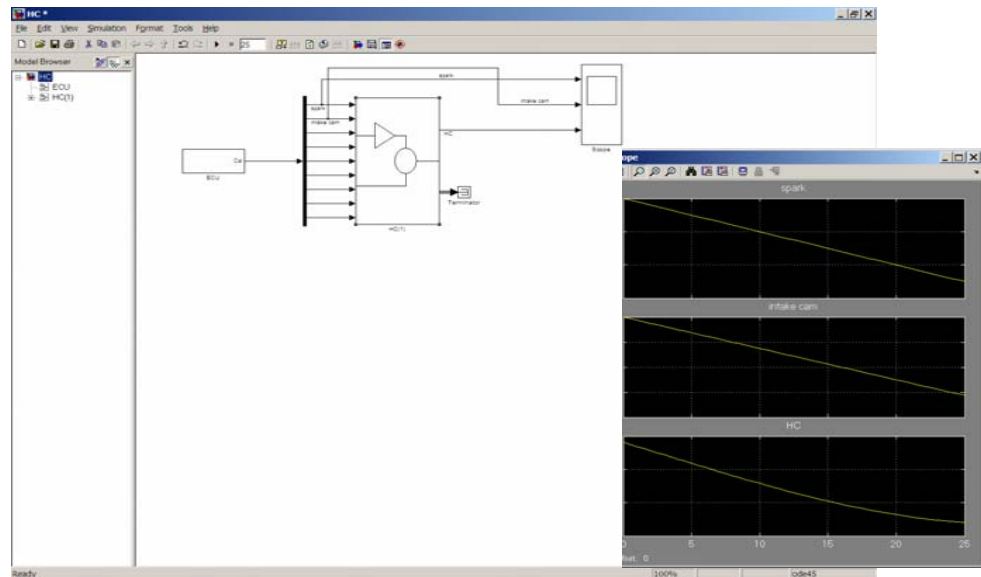 HC *
File Edit View Simulation Format Tools Help
25
Model Browser
HC
ECU
HC(1)
spark
intake cam
spark
intake cam
HC
Scope
Cal
ECU
Terminator
HC(1)
ope
spark
intake cam
HC
5 10 15 20 25
0
Ready
100%
ode45